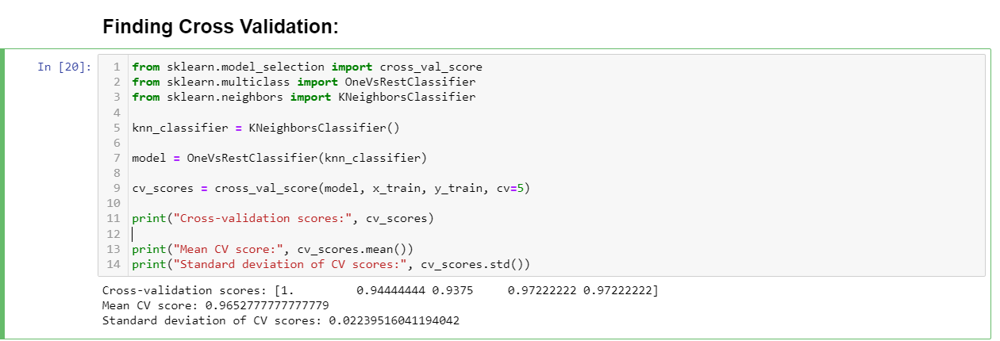 Finding Cross Validation:
In [20]:
1 from sklearn.model_selection import cross_val_score
2 from sklearn.multiclass import OneVsRestClassifier
3 from sklearn.neighbors import KNeighborsClassifier
4
5 knn_classifier = KNeighborsClassifier()
6
7 model = OneVsRestClassifier(knn_classifier)
8
9 cv_scores = cross_val_score(model, x_train, y_train, cv=5)
10
11 print("Cross-validation scores:", cv_scores)
12
13 print("Mean CV score:", cv_scores.mean())
14 print("Standard deviation of CV scores:", cv_scores.std())
Cross-validation scores: [1.         0.94444444 0.9375     0.97222222 0.97222222]
Mean CV score: 0.9652777777777779
Standard deviation of CV scores: 0.02239516041194042